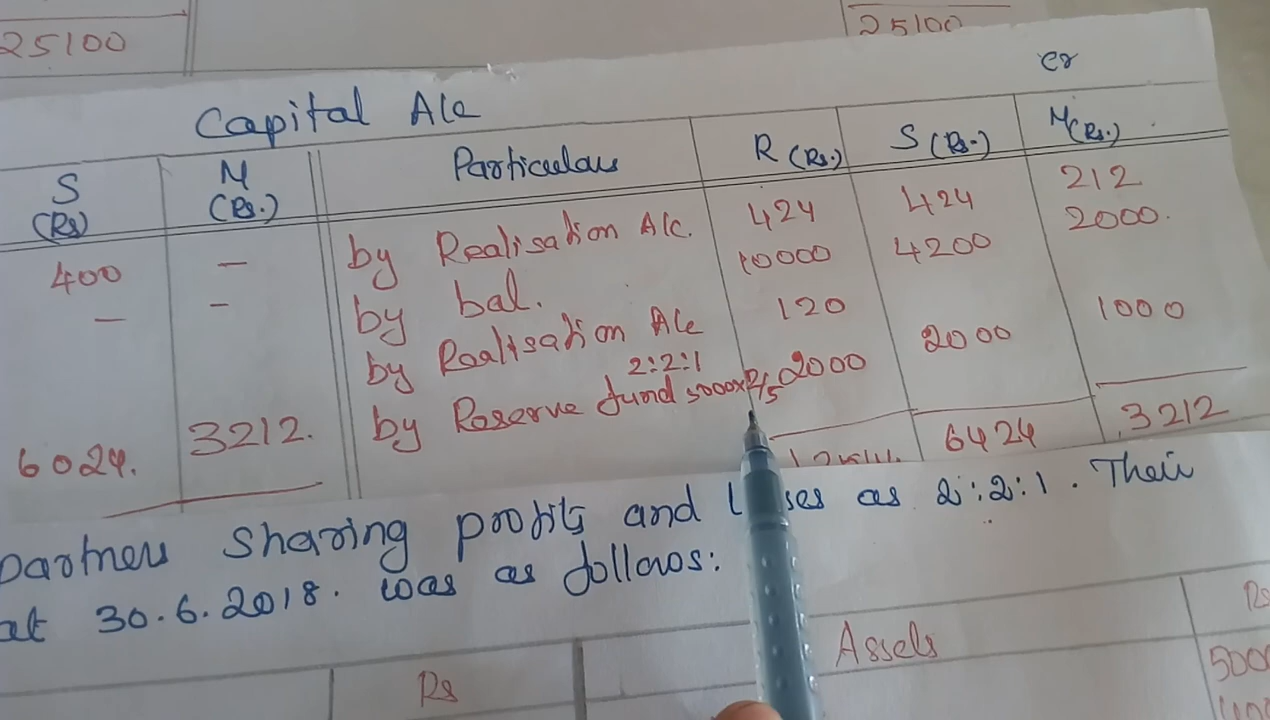 25100 25100
Capital A/c cr
S (Rs) M (Rs.) Particulars R (Rs.) S (Rs.) M (Rs.)
400 – by Realisation A/c. 424 424 212
– – by bal. 10000 4200 2000.
by Realisation A/c 120
2:2:1
by Reserve fund 5000x2/5 2000 2000 1000
6024. 3212. 6424 3212
partners sharing profits and as 2:2:1. Their
at 30.6.2018. was as follows:
Rs Assels Rs